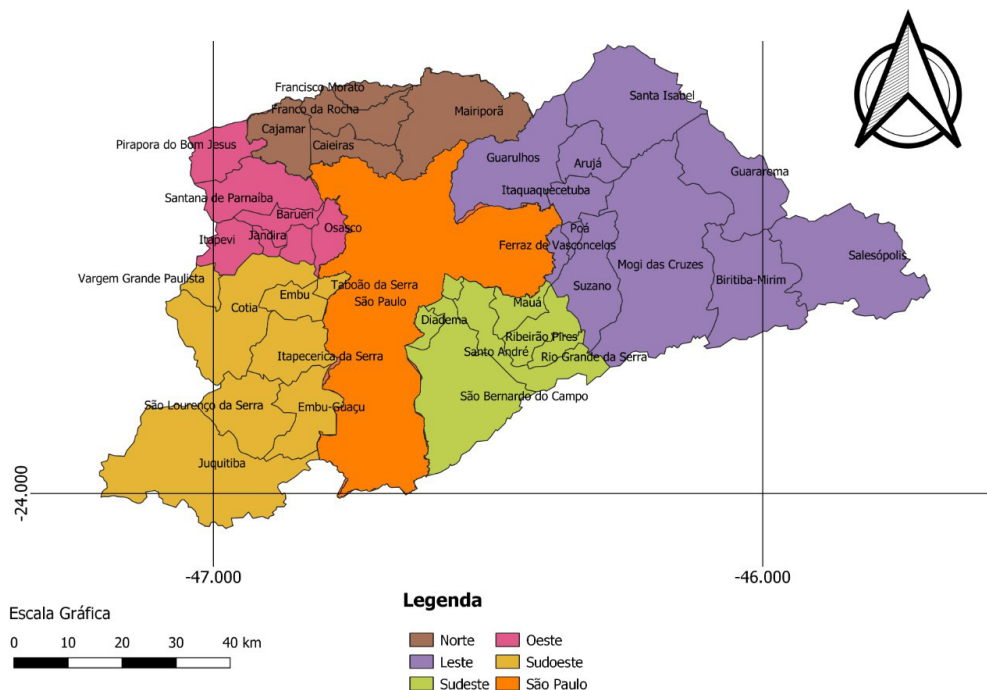 Francisco Morato
Franco da Rocha
Mairiporã
Cajamar
Caieiras
Santa Isabel
Pirapora do Bom Jesus
Guarulhos
Arujá
Guararoma
Itaquaquecetuba
Santana de Parnaíba
Barueri
Osasco
Jandira
Itapevi
Poá
Ferraz de Vasconcelos
Mogi das Cruzes
Salesópolis
Biritiba-Mirim
Suzano
Vargem Grande Paulista
Taboão da Serra
Embu
São Paulo
Cotia
Mauá
Diadema
Ribeirão Pires
Santo André
Rio Grande da Serra
Itapecerica da Serra
São Bernardo do Campo
São Lourenço da Serra
Embu-Guaçu
Juquitiba
-24.000
-47.000
-46.000
Escala Gráfica
0 10 20 30 40 km
Legenda
Norte
Oeste
Leste
Sudoeste
Sudeste
São Paulo